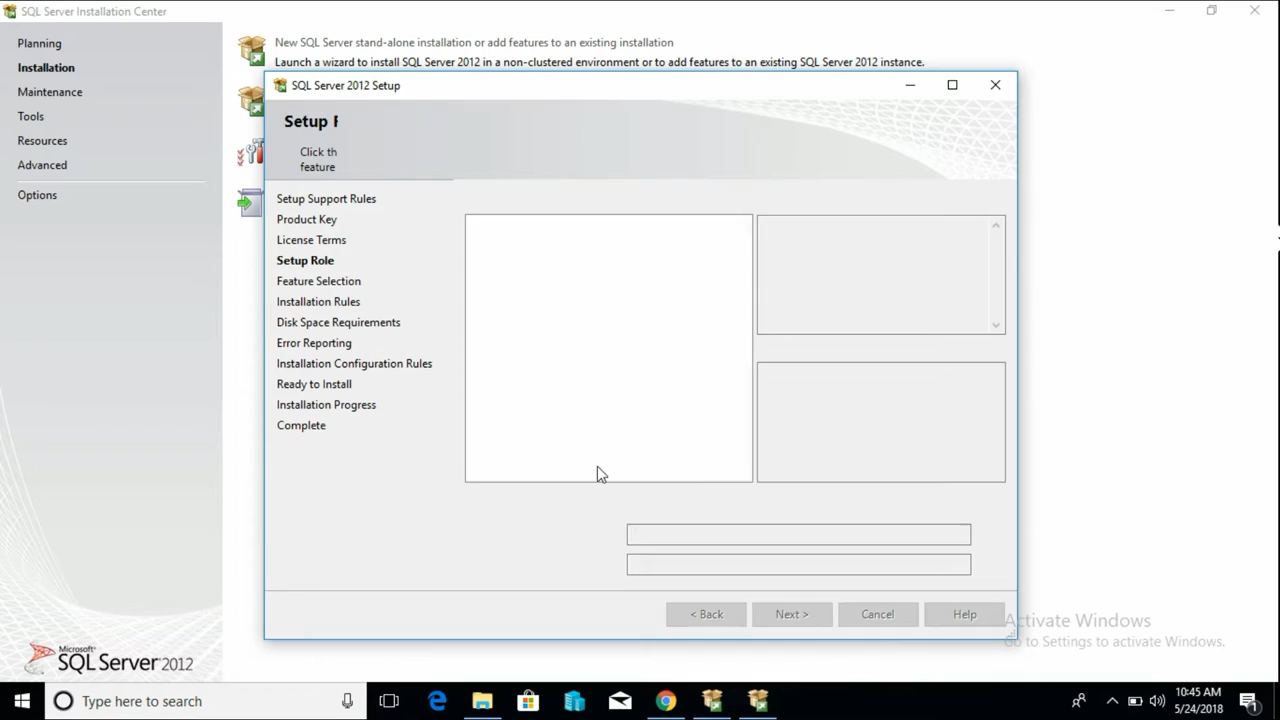 SQL Server Installation Center
Planning
Installation
Maintenance
Tools
Resources
Advanced
Options
New SQL Server stand-alone installation or add features to an existing installation
Launch a wizard to install SQL Server 2012 in a non-clustered environment or to add features to an existing SQL Server 2012 instance.
SQL Server 2012 Setup
Setup F
Click th
feature
Setup Support Rules
Product Key
License Terms
Setup Role
Feature Selection
Installation Rules
Disk Space Requirements
Error Reporting
Installation Configuration Rules
Ready to Install
Installation Progress
Complete
< Back
Next >
Cancel
Help
Activate Windows
Go to Settings to activate Windows.
Microsoft
SQL Server 2012
Type here to search
10:45 AM
5/24/2018
1